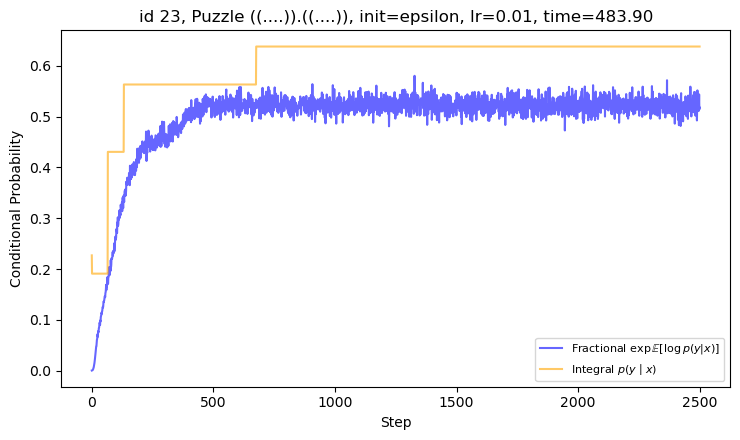 id 23, Puzzle ((....)).((....)), init=epsilon, lr=0.01, time=483.90
Conditional Probability
0.6
0.5
0.4
0.3
0.2
0.1
0.0
Fractional exp𝔼[log p(y|x)]
Integral p(y | x)
0 500 1000 1500 2000 2500
Step